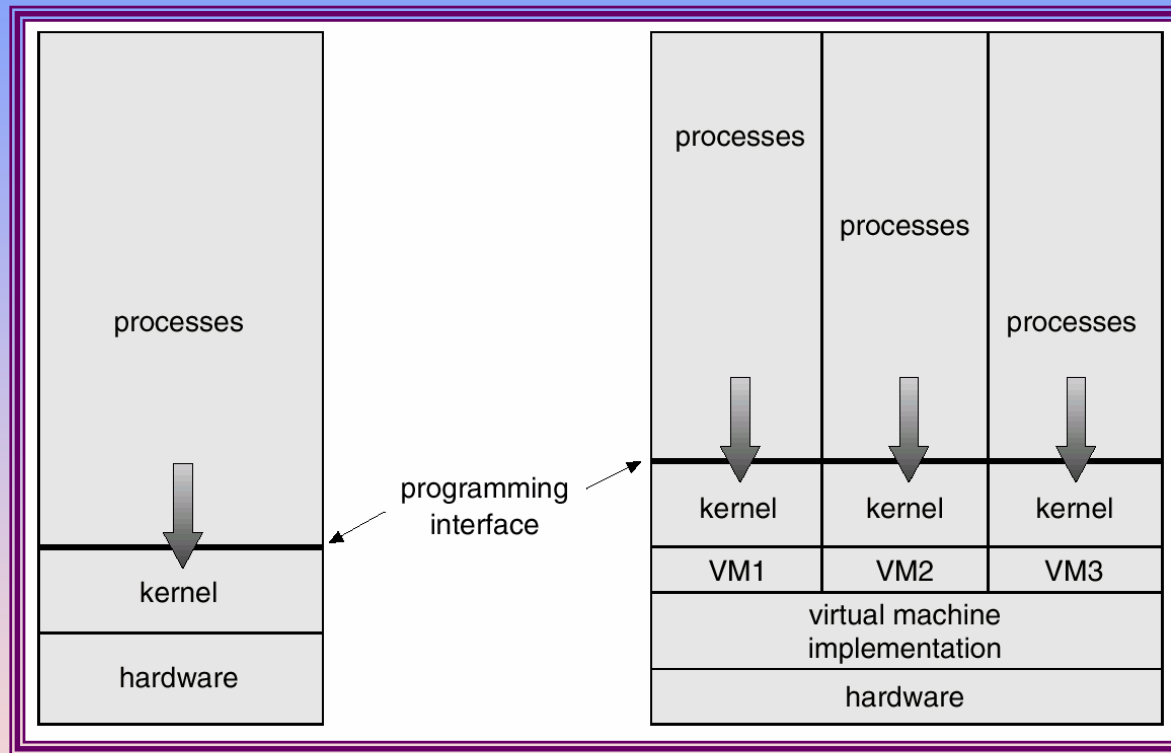 processes
kernel
hardware
programming
interface
processes
processes
processes
kernel
kernel
kernel
VM1
VM2
VM3
virtual machine
implementation
hardware